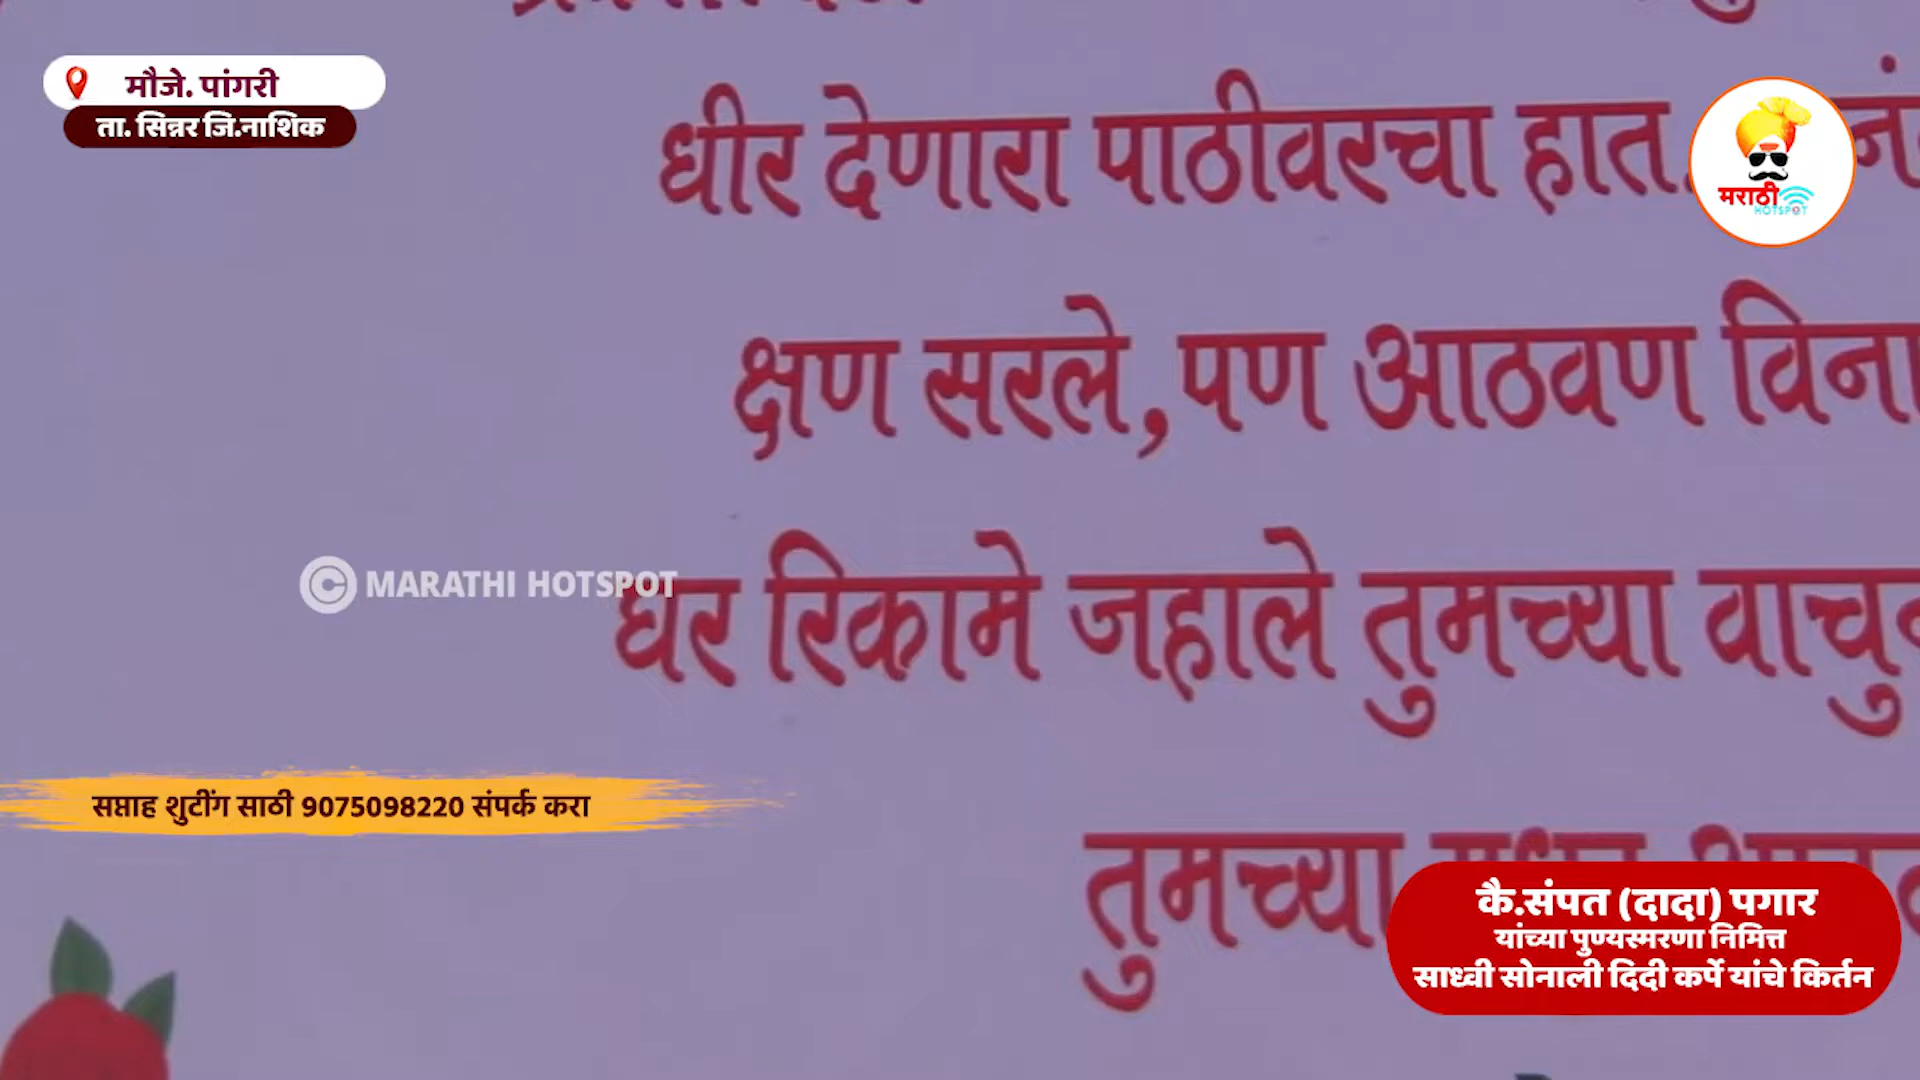 मौजे. पांगरी
ता. सिन्नर जि.नाशिक
धीर देणारा पाठीवरचा हात
मराठी
HOTSPOT
क्षण सरले,पण आठवण विना
© MARATHI HOTSPOT
घर रिकामे जहाले तुमच्या वाचु
सप्ताह शुटींग साठी 9075098220 संपर्क करा
तुमच्या
कै.संपत (दादा) पगार
यांच्या पुण्यस्मरणा निमित्त
साध्वी सोनाली दिदी कर्पे यांचे किर्तन